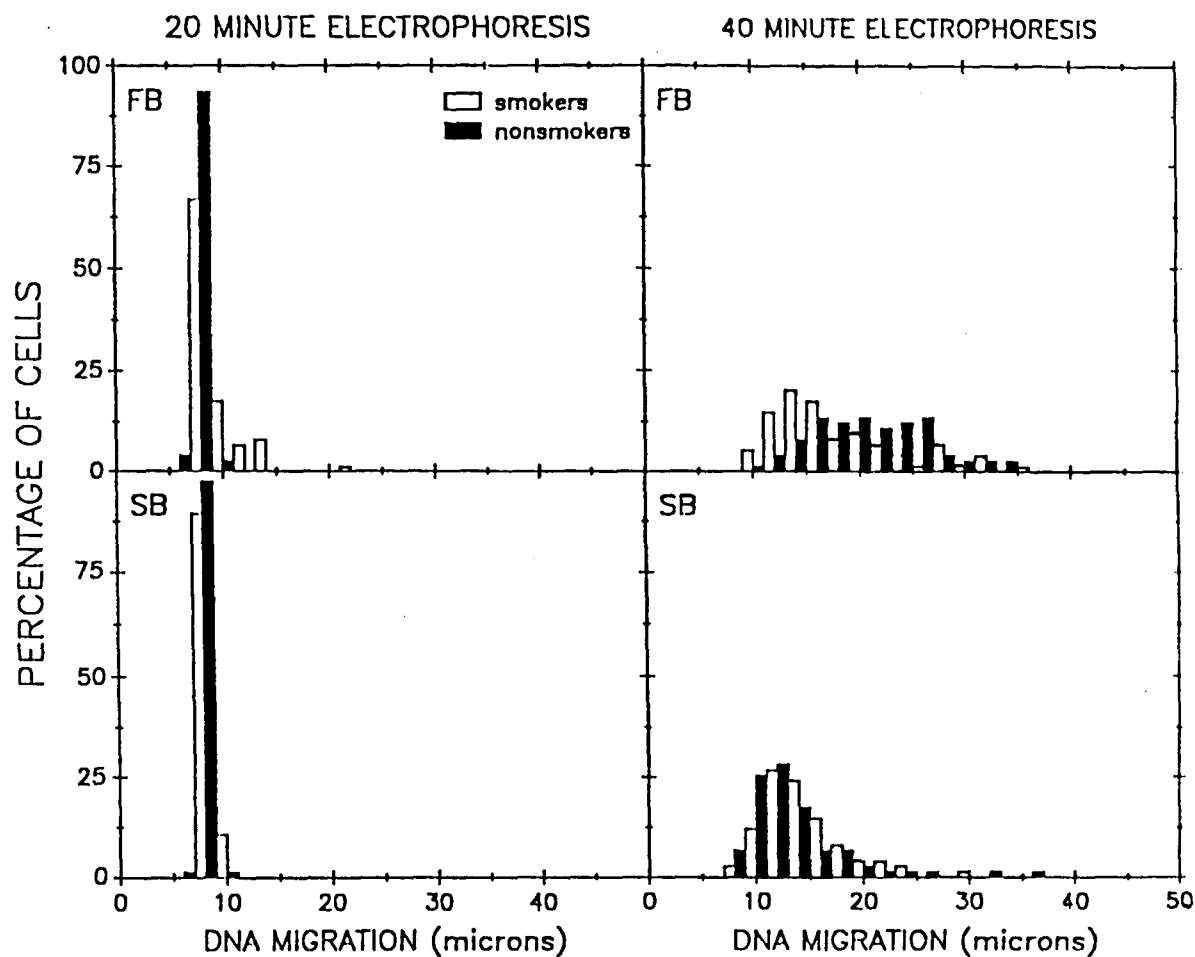 20 MINUTE ELECTROPHORESIS
40 MINUTE ELECTROPHORESIS
PERCENTAGE OF CELLS
100
75
50
25
0
FB
smokers
nonsmokers
FB
SB
75
50
25
0
SB
0 10 20 30 40
0 10 20 30 40 50
DNA MIGRATION (microns)
DNA MIGRATION (microns)